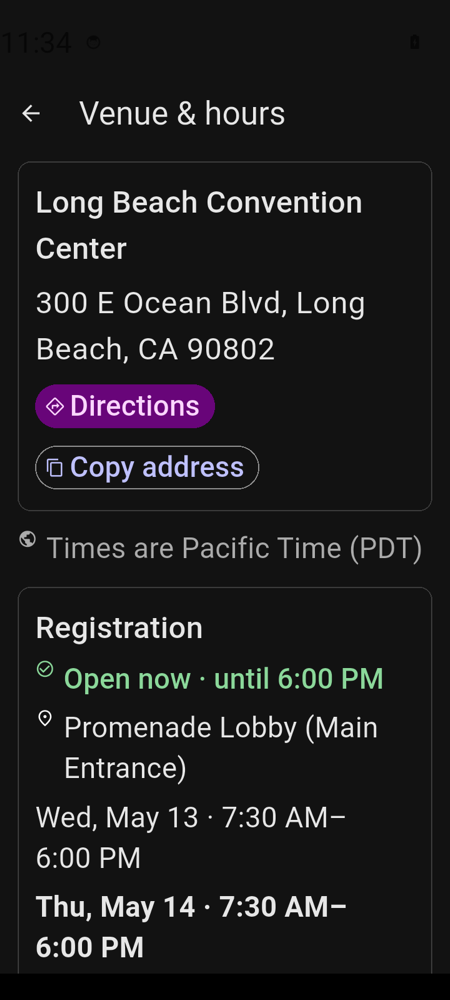 11:34
Venue & hours
Long Beach Convention
Center
300 E Ocean Blvd, Long
Beach, CA 90802
Directions
Copy address
Times are Pacific Time (PDT)
Registration
Open now · until 6:00 PM
Promenade Lobby (Main
Entrance)
Wed, May 13 · 7:30 AM–
6:00 PM
Thu, May 14 · 7:30 AM–
6:00 PM